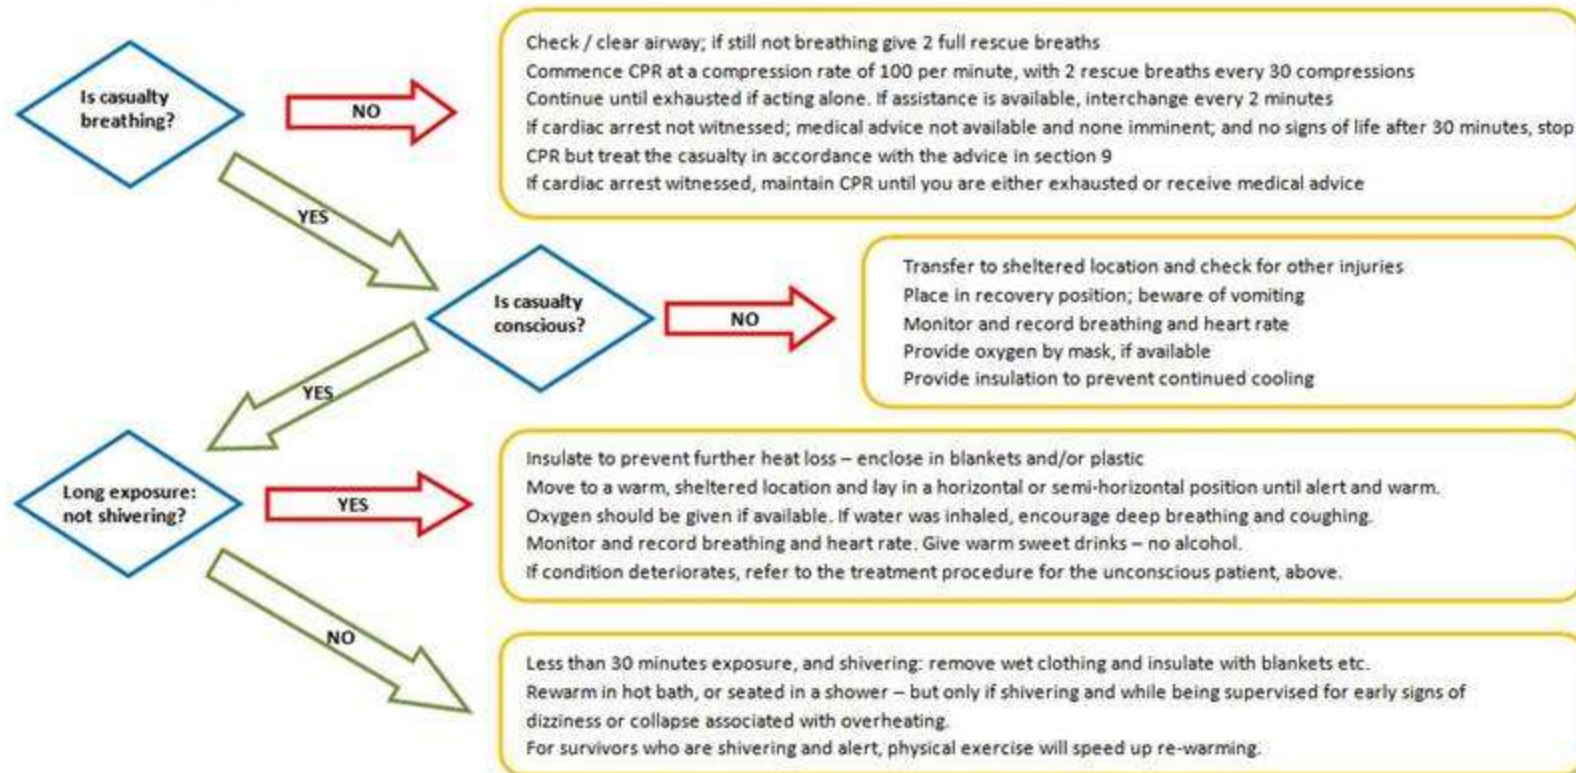 Is casualty
breathing?
NO
Check / clear airway; if still not breathing give 2 full rescue breaths
Commence CPR at a compression rate of 100 per minute, with 2 rescue breaths every 30 compressions
Continue until exhausted if acting alone. If assistance is available, interchange every 2 minutes
If cardiac arrest not witnessed; medical advice not available and none imminent; and no signs of life after 30 minutes, stop
CPR but treat the casualty in accordance with the advice in section 9
If cardiac arrest witnessed, maintain CPR until you are either exhausted or receive medical advice
YES
Is casualty
conscious?
NO
Transfer to sheltered location and check for other injuries
Place in recovery position; beware of vomiting
Monitor and record breathing and heart rate
Provide oxygen by mask, if available
Provide insulation to prevent continued cooling
YES
Long exposure:
not shivering?
YES
Insulate to prevent further heat loss – enclose in blankets and/or plastic
Move to a warm, sheltered location and lay in a horizontal or semi-horizontal position until alert and warm.
Oxygen should be given if available. If water was inhaled, encourage deep breathing and coughing.
Monitor and record breathing and heart rate. Give warm sweet drinks – no alcohol.
If condition deteriorates, refer to the treatment procedure for the unconscious patient, above.
NO
Less than 30 minutes exposure, and shivering: remove wet clothing and insulate with blankets etc.
Rewarm in hot bath, or seated in a shower – but only if shivering and while being supervised for early signs of
dizziness or collapse associated with overheating.
For survivors who are shivering and alert, physical exercise will speed up re-warming.